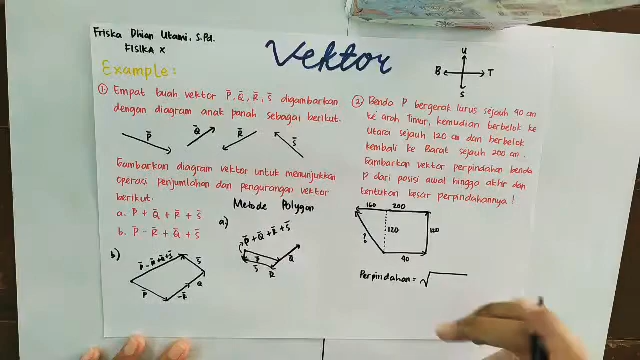 Friska Dhian Utami, S.Pd.
FISIKA X
Vektor
U
B T
S
Example:
① Empat buah vektor P, Q, R, S digambarkan
dengan diagram anak panah sebagai berikut.
P Q R S
Gambarkan diagram vektor untuk menunjukkan
operasi penjumlahan dan pengurangan vektor
berikut.
a. P + Q + R + S
b. P - R + Q + S
Metode Polygon
a)
P + Q + R + S
P
S
R
Q
b)
P - R + Q + S
S
Q
P
-R
② Benda P bergerak lurus sejauh 40 cm
ke arah Timur, kemudian berbelok ke
Utara sejauh 120 cm dan berbelok
kembali ke Barat sejauh 200 cm.
Gambarkan vektor perpindahan benda
P dari posisi awal hingga akhir dan
tentukan besar perpindahannya!
160 200
?
120
120
40
Perpindahan = √